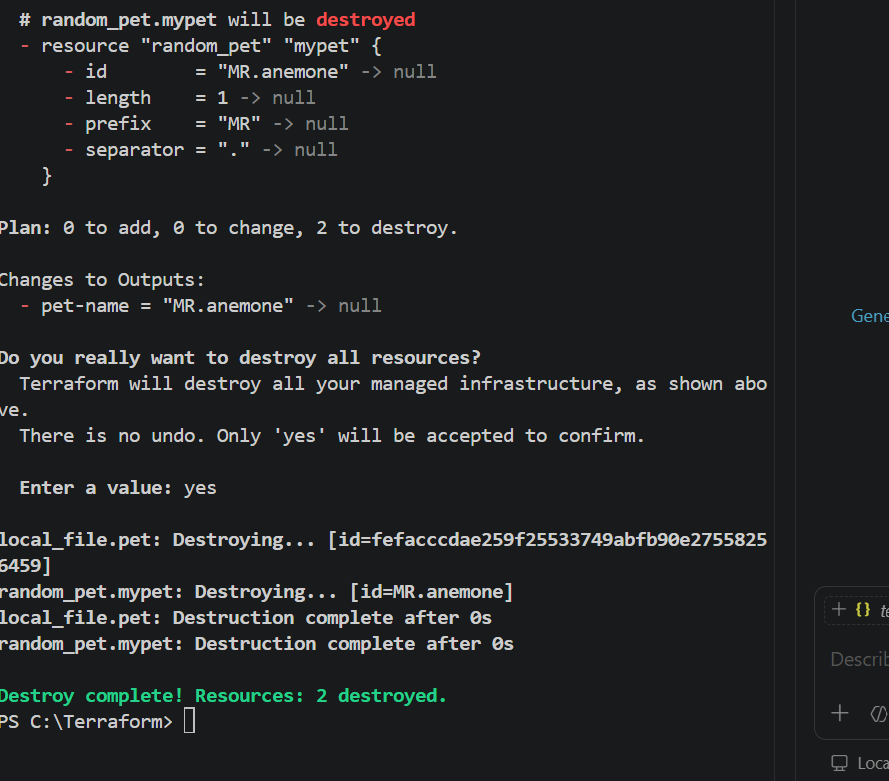 # random_pet.mypet will be destroyed
- resource "random_pet" "mypet" {
- id        = "MR.anemone" -> null
- length    = 1 -> null
- prefix    = "MR" -> null
- separator = "." -> null
}
Plan: 0 to add, 0 to change, 2 to destroy.
Changes to Outputs:
- pet-name = "MR.anemone" -> null
Do you really want to destroy all resources?
Terraform will destroy all your managed infrastructure, as shown abo
ve.
There is no undo. Only 'yes' will be accepted to confirm.
Enter a value: yes
local_file.pet: Destroying... [id=fefacccdae259f25533749abfb90e2755825
6459]
random_pet.mypet: Destroying... [id=MR.anemone]
local_file.pet: Destruction complete after 0s
random_pet.mypet: Destruction complete after 0s
Destroy complete! Resources: 2 destroyed.
PS C:\Terraform>
Gene
+ {} te
Describ
+
Loca